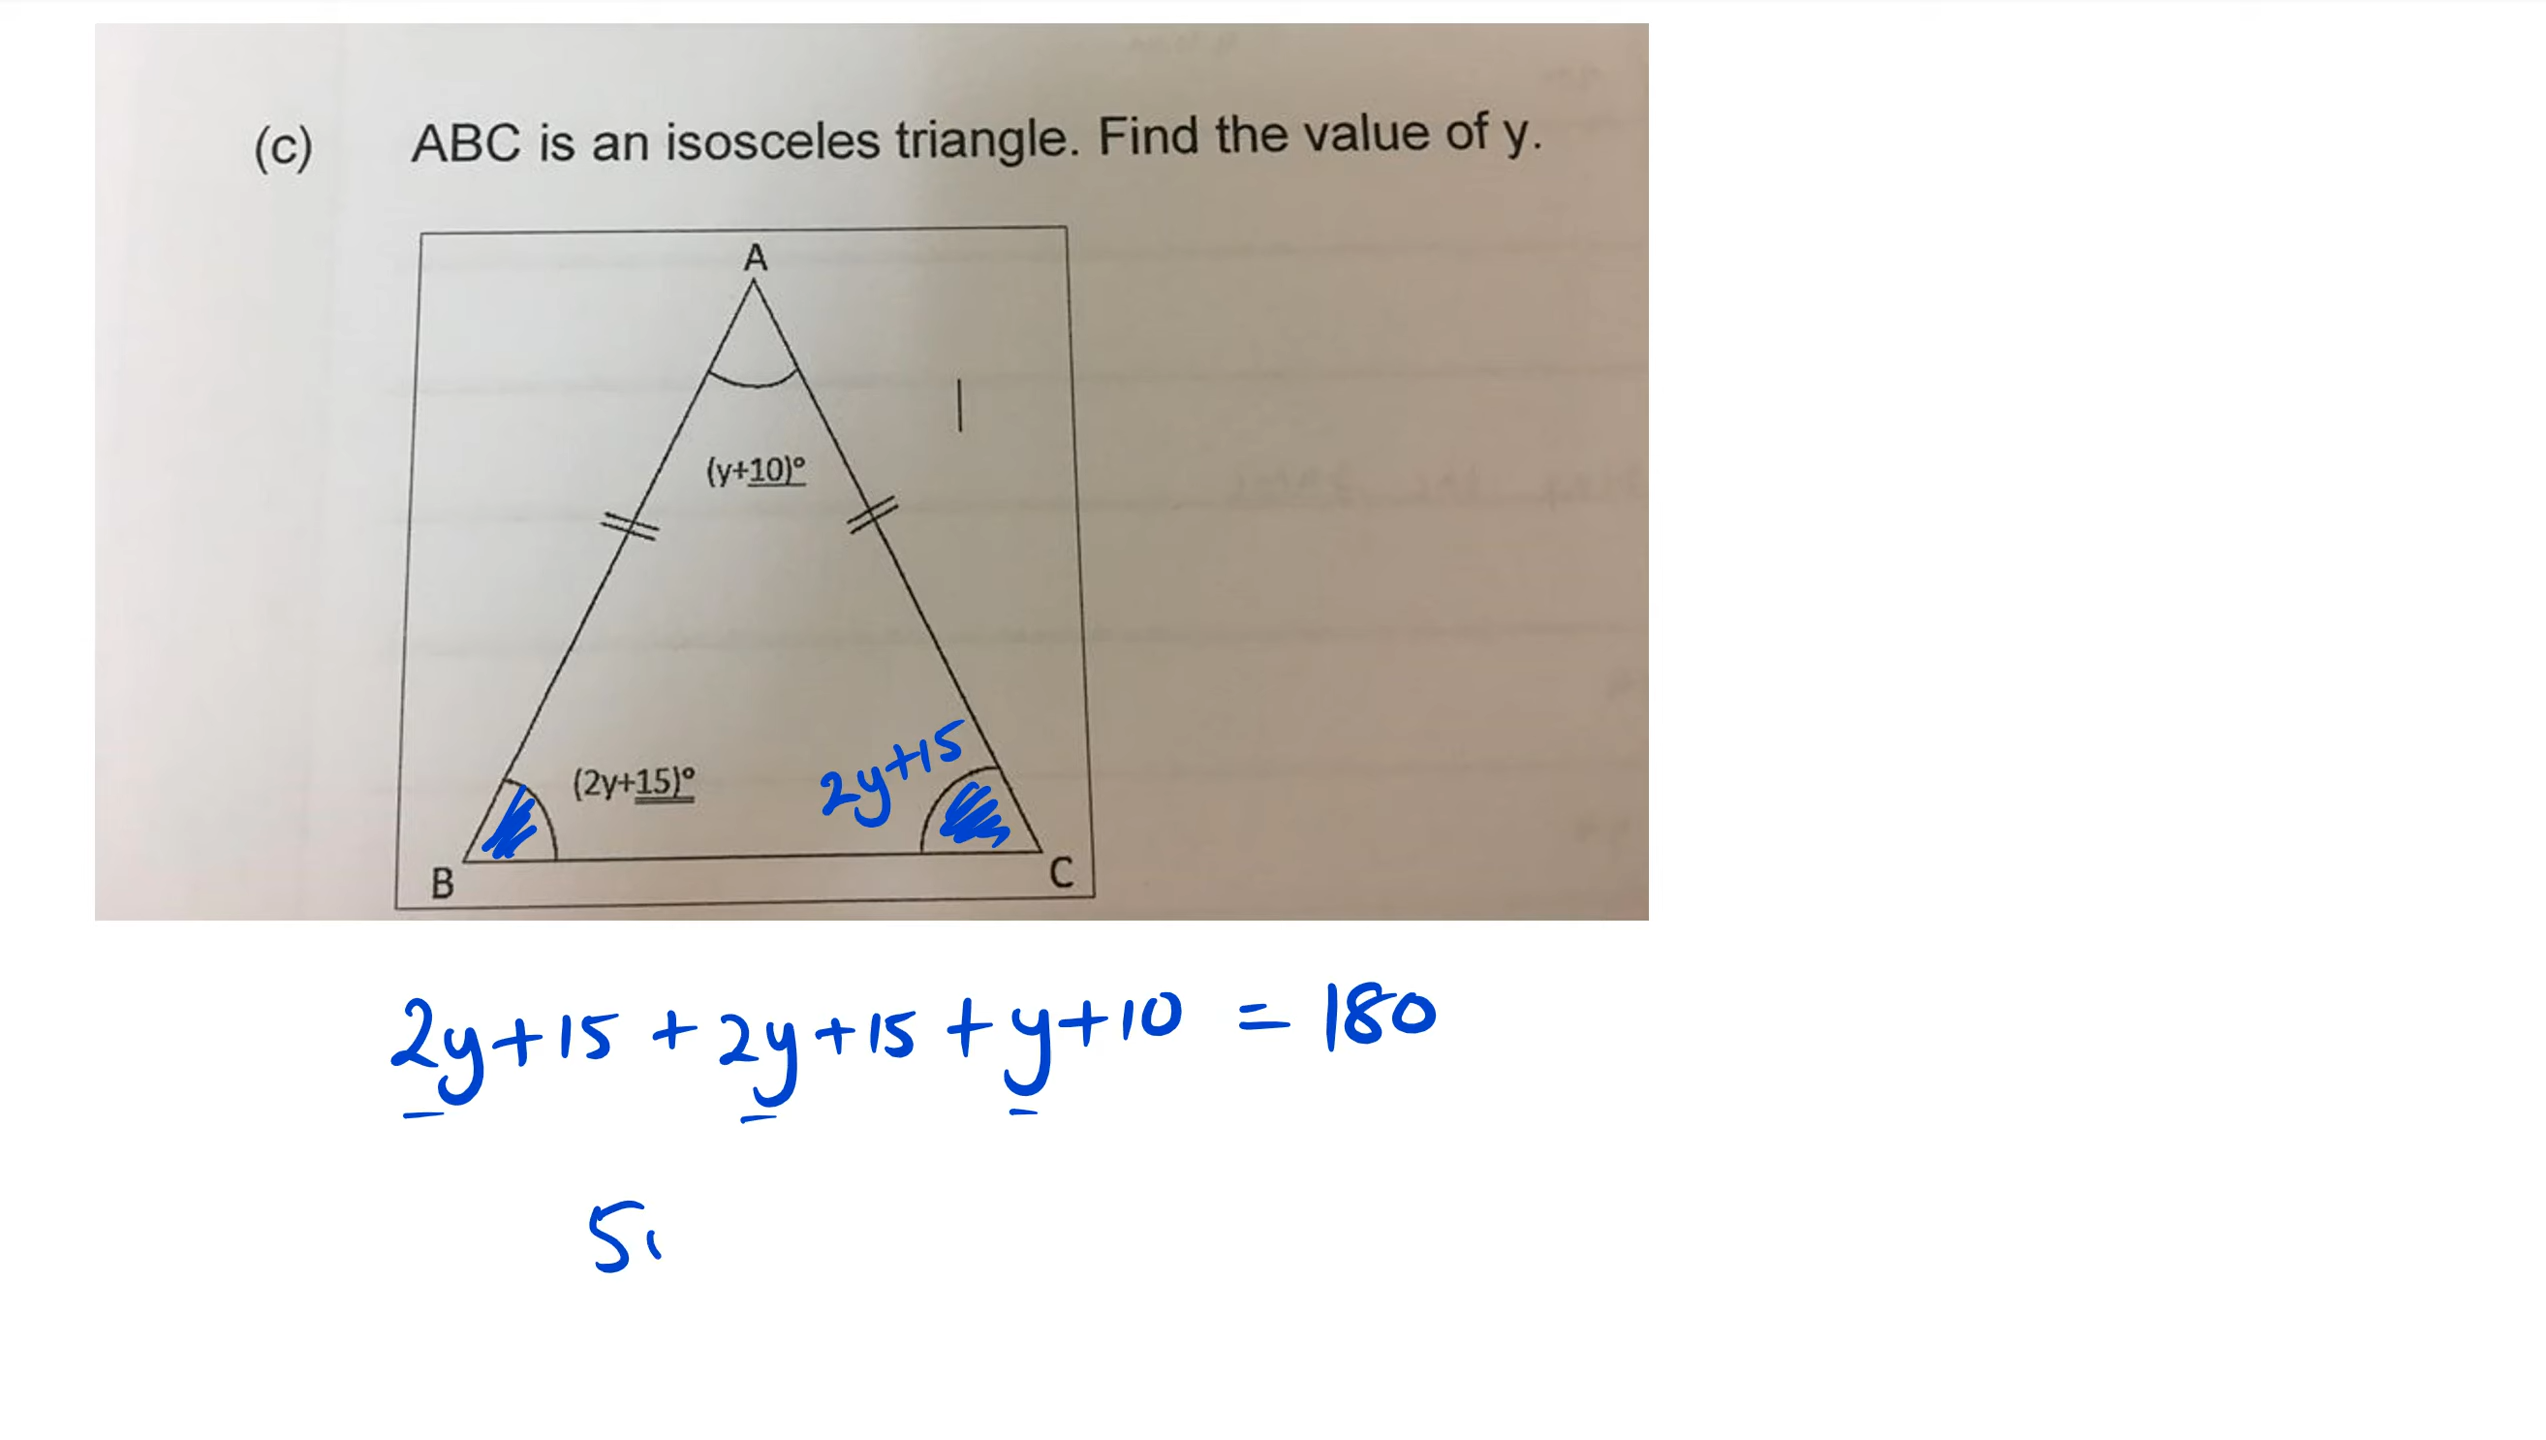 (c) ABC is an isosceles triangle. Find the value of y.
A
(y+10)°
(2y+15)°
2y+15
B
C
2y+15 + 2y+15 + y+10 = 180
5